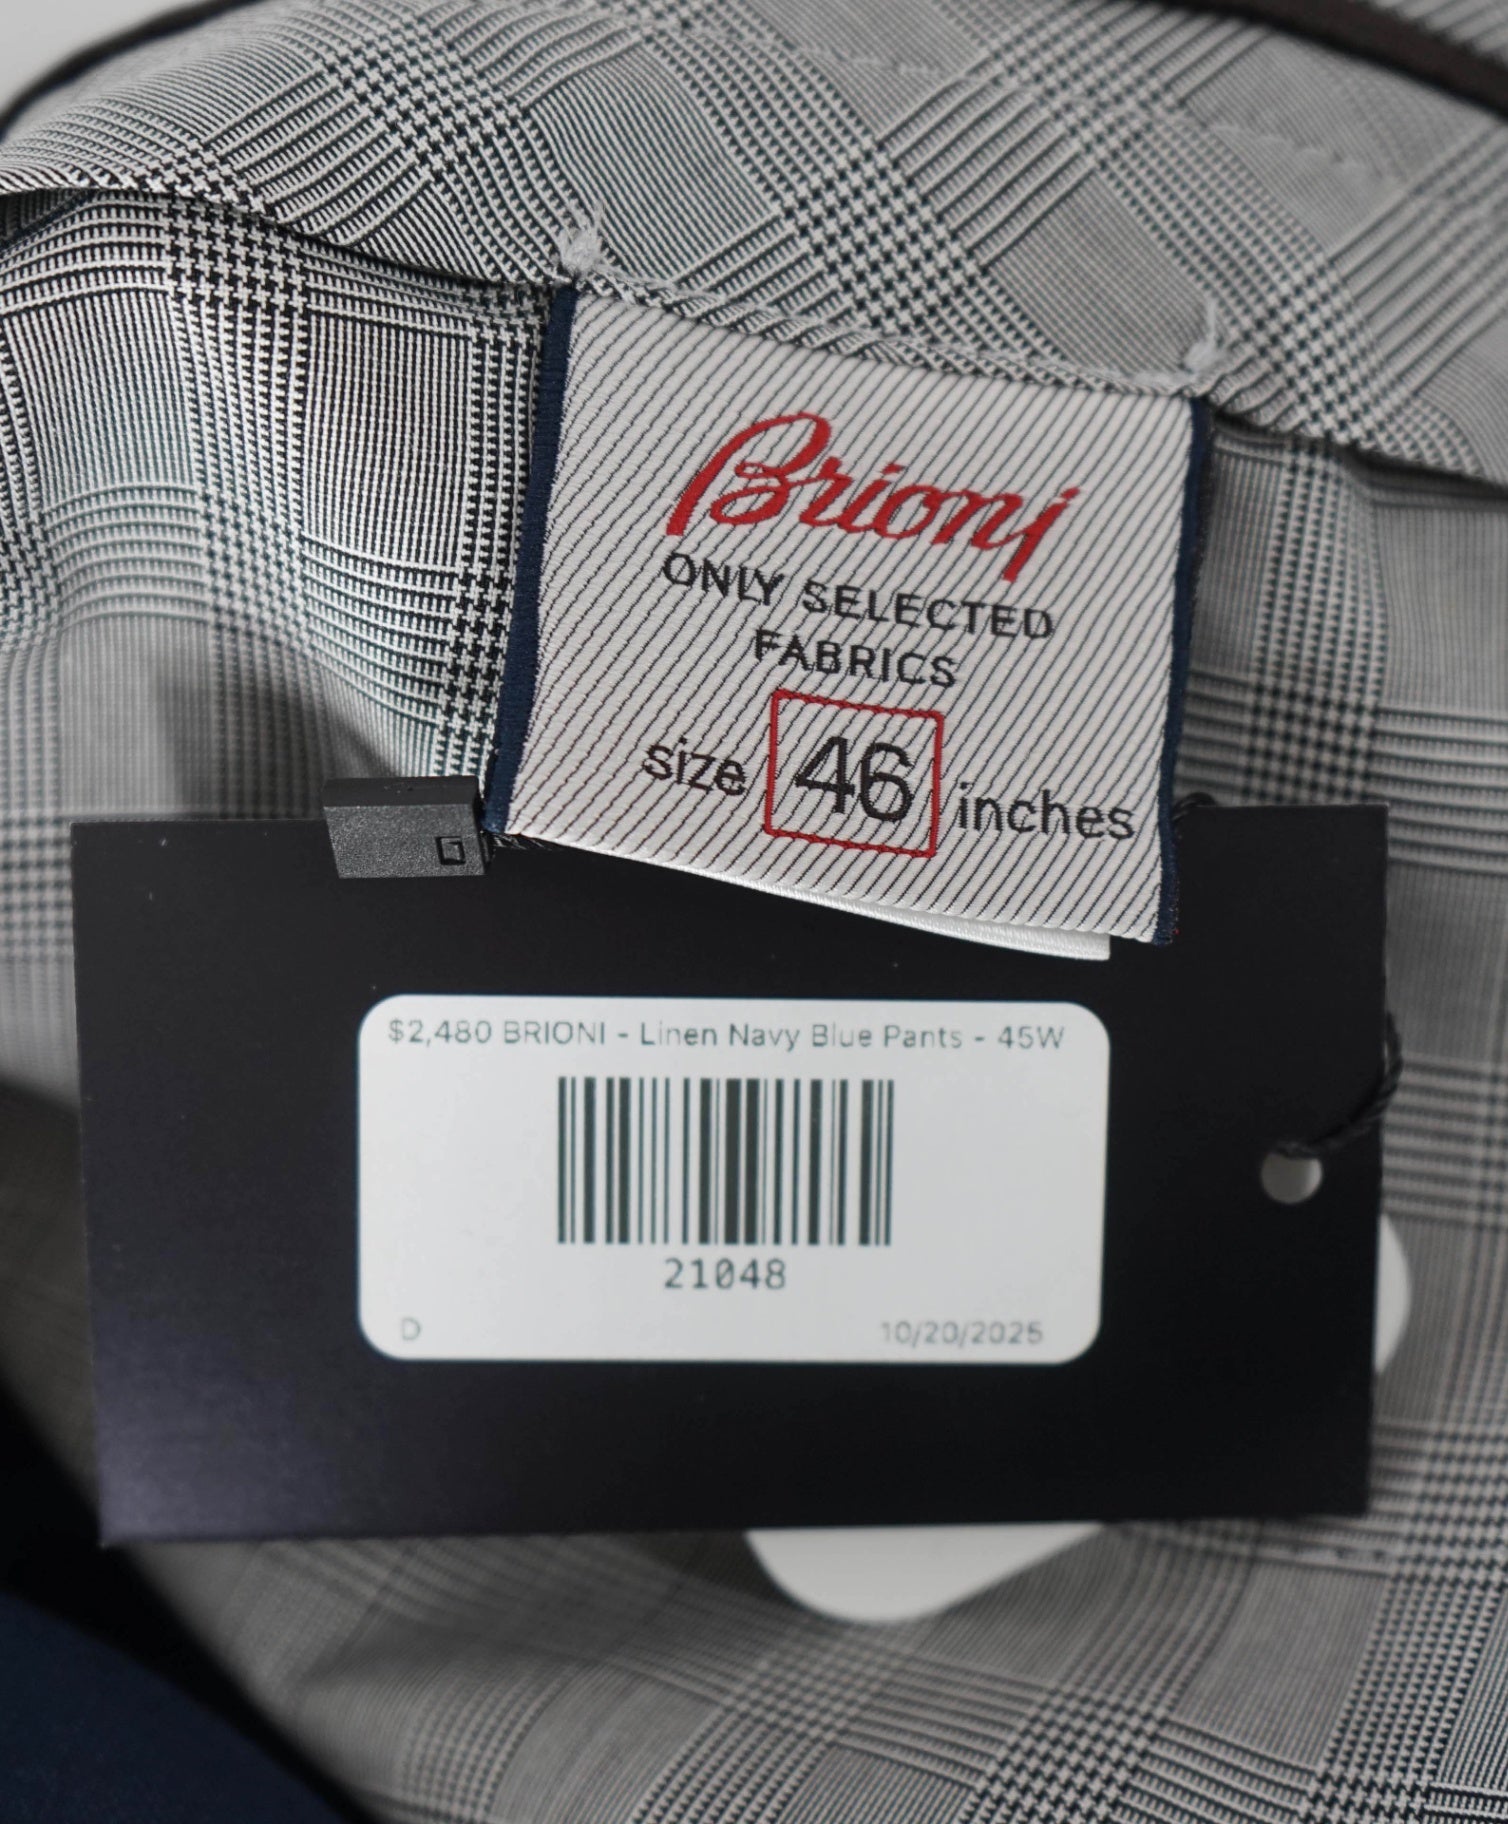 Brioni
ONLY SELECTED
FABRICS
size 46 inches
$2,480 BRIONI - Linen Navy Blue Pants - 45W
21048
D 10/20/2025